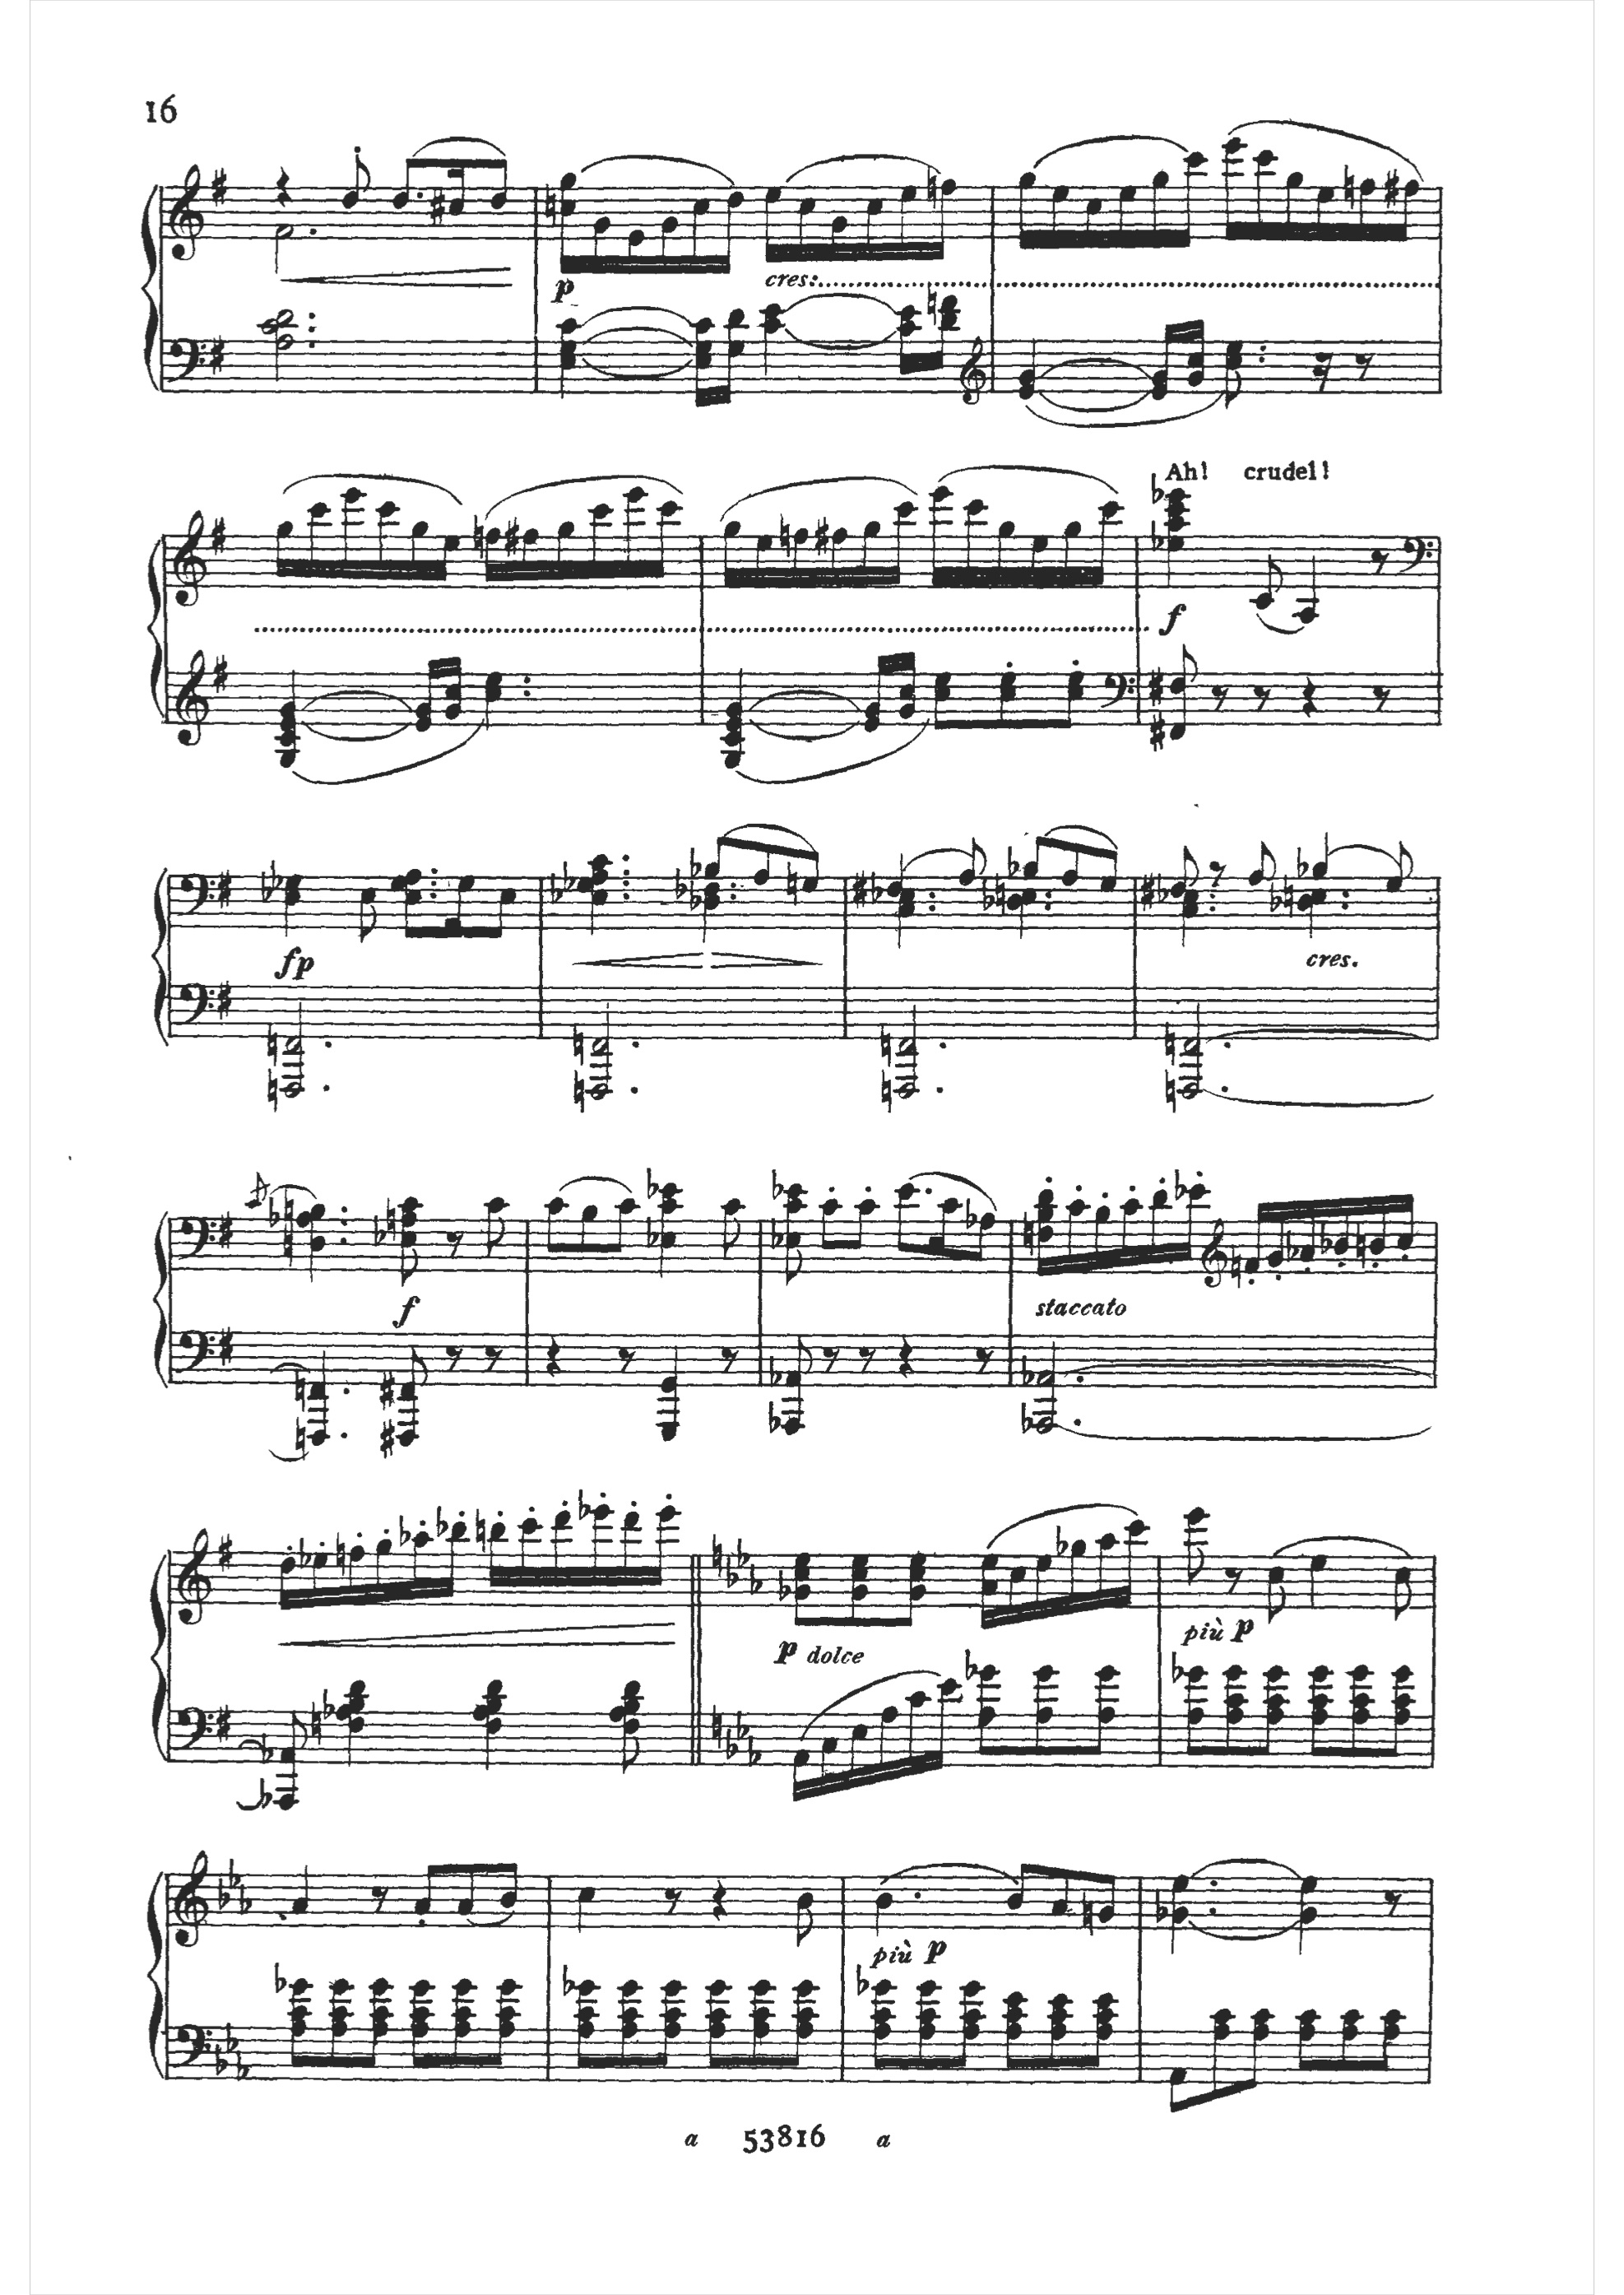 16
p cres:
Ah! crudel!
f
fp cres.
f staccato
p dolce più p
più p
a 53816 a